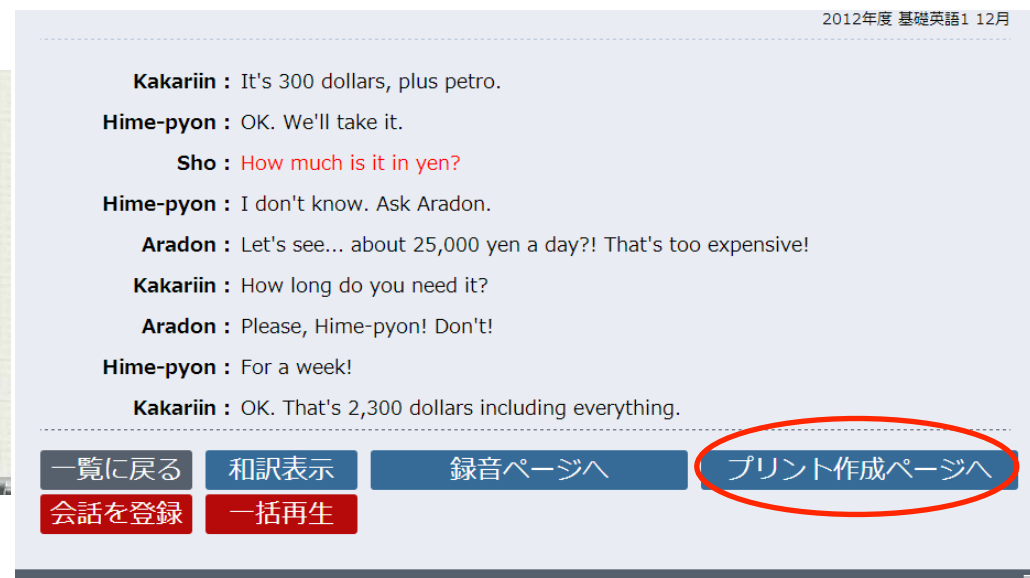 2012年度 基礎英語1 12月
Kakariin : It's 300 dollars, plus petro.
Hime-pyon : OK. We'll take it.
Sho : How much is it in yen?
Hime-pyon : I don't know. Ask Aradon.
Aradon : Let's see... about 25,000 yen a day?! That's too expensive!
Kakariin : How long do you need it?
Aradon : Please, Hime-pyon! Don't!
Hime-pyon : For a week!
Kakariin : OK. That's 2,300 dollars including everything.
一覧に戻る 和訳表示 録音ページへ プリント作成ページへ
会話を登録 一括再生